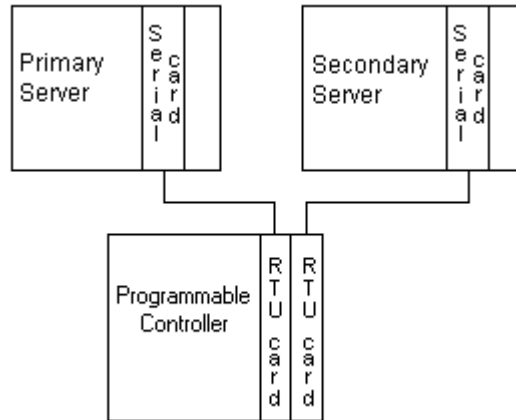 Primary
Server
Serial
card
Secondary
Server
Serial
card
Programmable
Controller
RTU card
RTU card